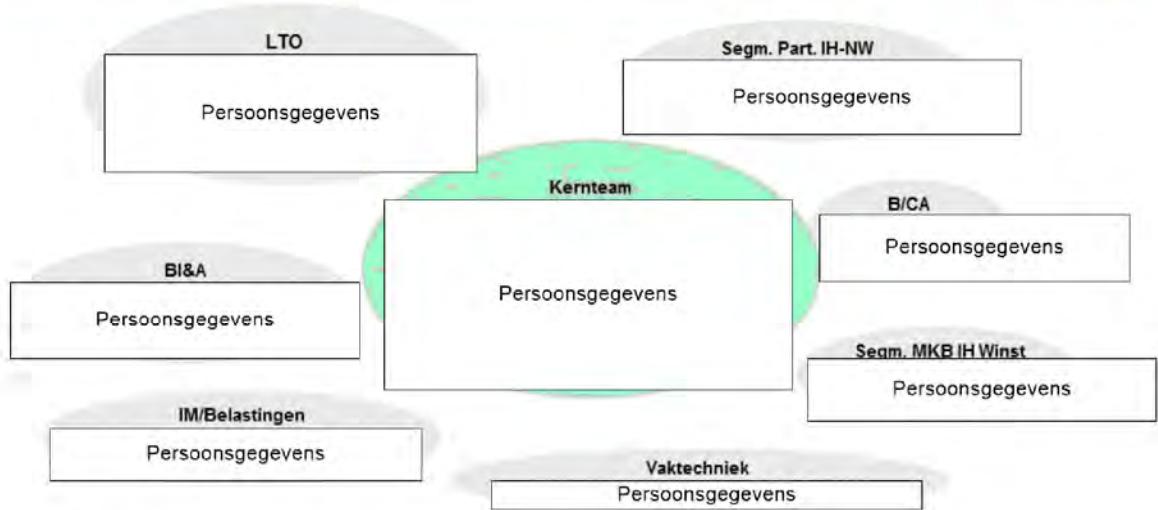 LTO
Persoonsgegevens
Segm. Part. IH-NW
Persoonsgegevens
Kernteam
Persoonsgegevens
B/CA
Persoonsgegevens
BI&A
Persoonsgegevens
Segm. MKB IH Winst
Persoonsgegevens
IM/Belastingen
Persoonsgegevens
Vaktechniek
Persoonsgegevens